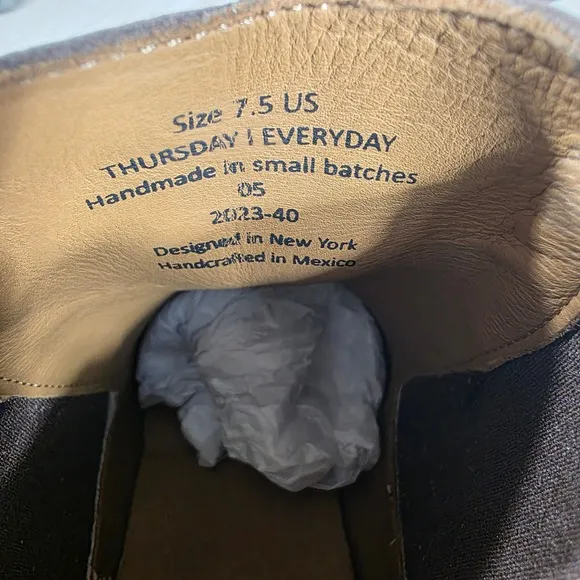 Size 7.5 US
THURSDAY | EVERYDAY
Handmade in small batches
05
2023-40
Designed in New York
Handcrafted in Mexico